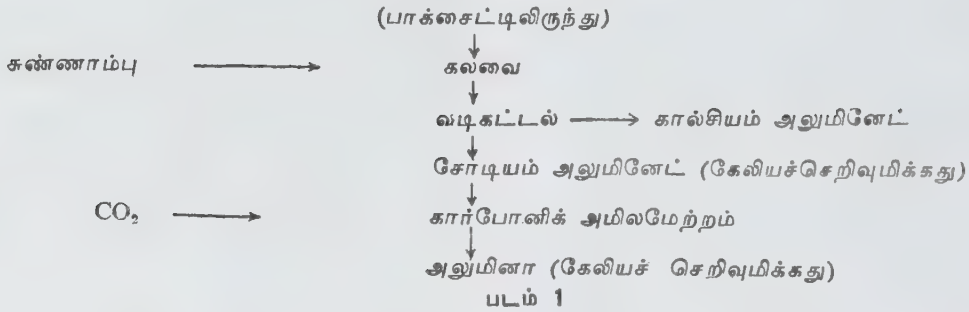 (பாக்சைட்டிலிருந்து)
சுண்ணாம்பு ⟶ கலவை
வடிகட்டல் ⟶ கால்சியம் அலுமினேட்
சோடியம் அலுமினேட் (கேலியச்செறிவுமிக்கது)
CO₂ ⟶ கார்போனிக் அமிலமேற்றம்
அலுமினா (கேலியச் செறிவுமிக்கது)
படம் 1